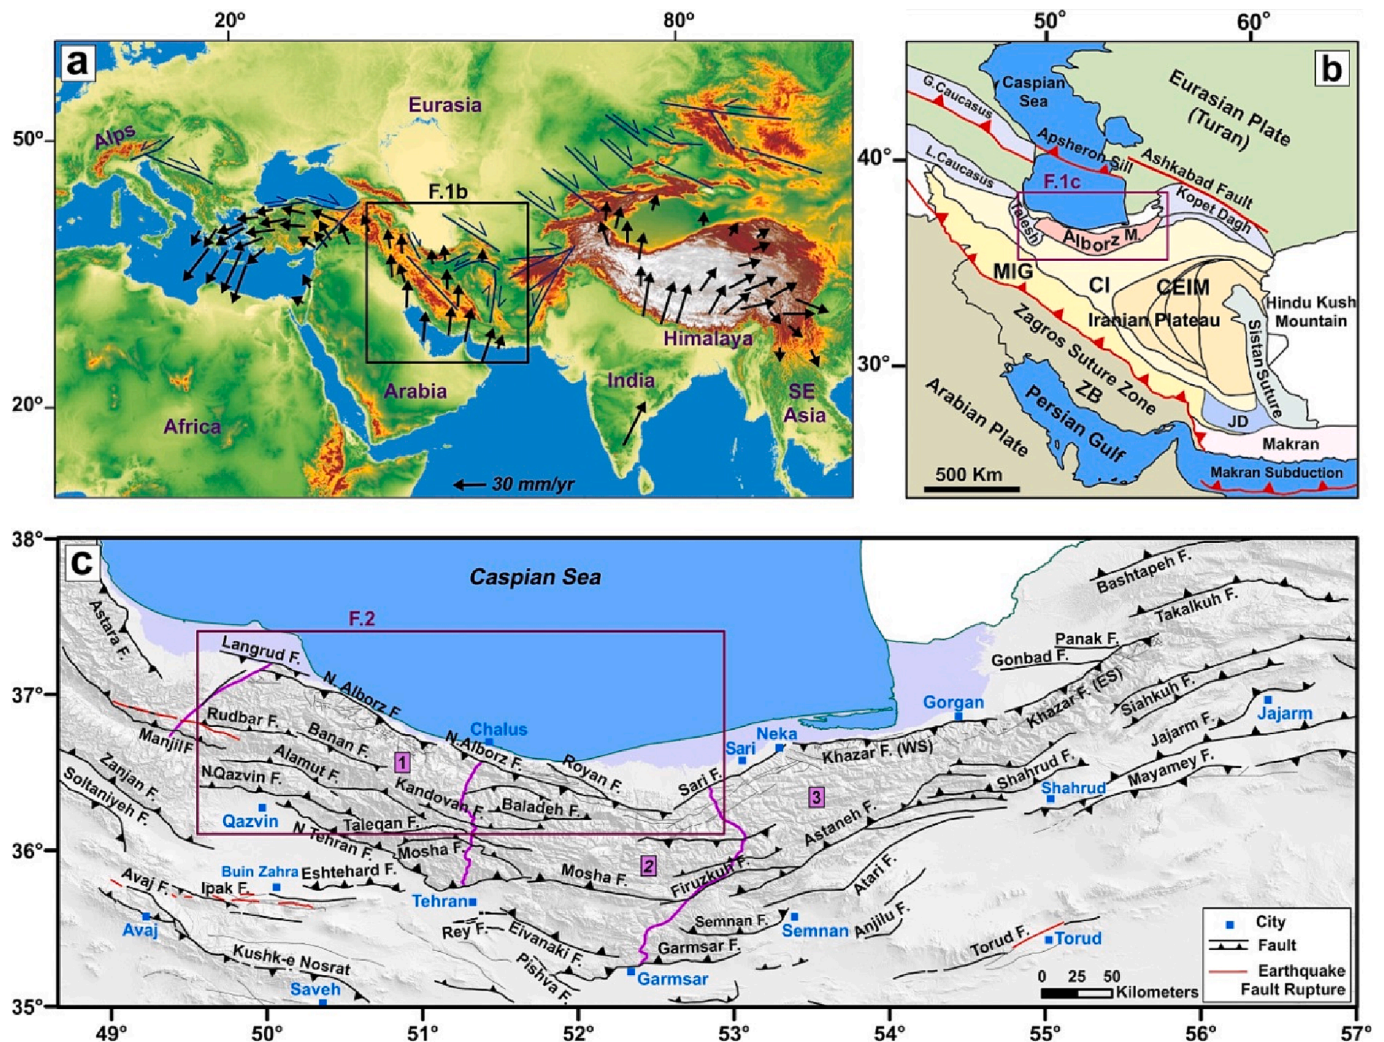 20º
80º
a
50º
20º
Alps
Eurasia
F.1b
Himalaya
Arabia
India
SE
Asia
Africa
30 mm/yr
50°
60°
b
40°
30°
Caspian
Sea
G.Caucasus
Eurasian Plate
(Turan)
Apsheron Sill
Ashkabad Fault
L.Caucasus
F.1c
Kopet Dagh
Talesh
Alborz M.
MIG
CI
CEIM
Iranian Plateau
Hindu Kush
Mountain
Zagros Suture Zone
Sistan Suture
ZB
Arabian Plate
Persian Gulf
JD
Makran
Makran Subduction
500 Km
38°
37°
36°
35°
c
Caspian Sea
F.2
Bashtapeh F.
Takalkuh F.
Astara F.
Langrud F.
Panak F.
Gonbad F.
N. Alborz F.
Khazar F. (ES)
Siahkuh F.
Gorgan
Jajarm
Rudbar F.
Banan F.
Chalus
Neka
Sari
Khazar F. (WS)
Jajarm F.
Manjil F.
N.Alborz F.
Royan F.
1
Zanjan F.
Alamut F.
N.Qazvin F.
Sari F.
Shahrud F.
Mayamey F.
Soltaniyeh F.
Kandovan F.
Baladeh F.
3
Shahrud
Qazvin
Taleqan F.
Astaneh F.
N Tehran F.
Mosha F.
2
Buin Zahra
Eshtehard F.
Mosha F.
Firuzkuh F.
Atari F.
Avaj F.
Ipak F.
Tehran
Avaj
Rey F.
Eivanaki F.
Semnan F.
Semnan
Anjilu F.
Garmsar F.
Torud F.
Torud
Kushk-e Nosrat
Pishva F.
Garmsar
Saveh
0 25 50
Kilometers
City
Fault
Earthquake
Fault Rupture
49° 50° 51° 52° 53° 54° 55° 56° 57°